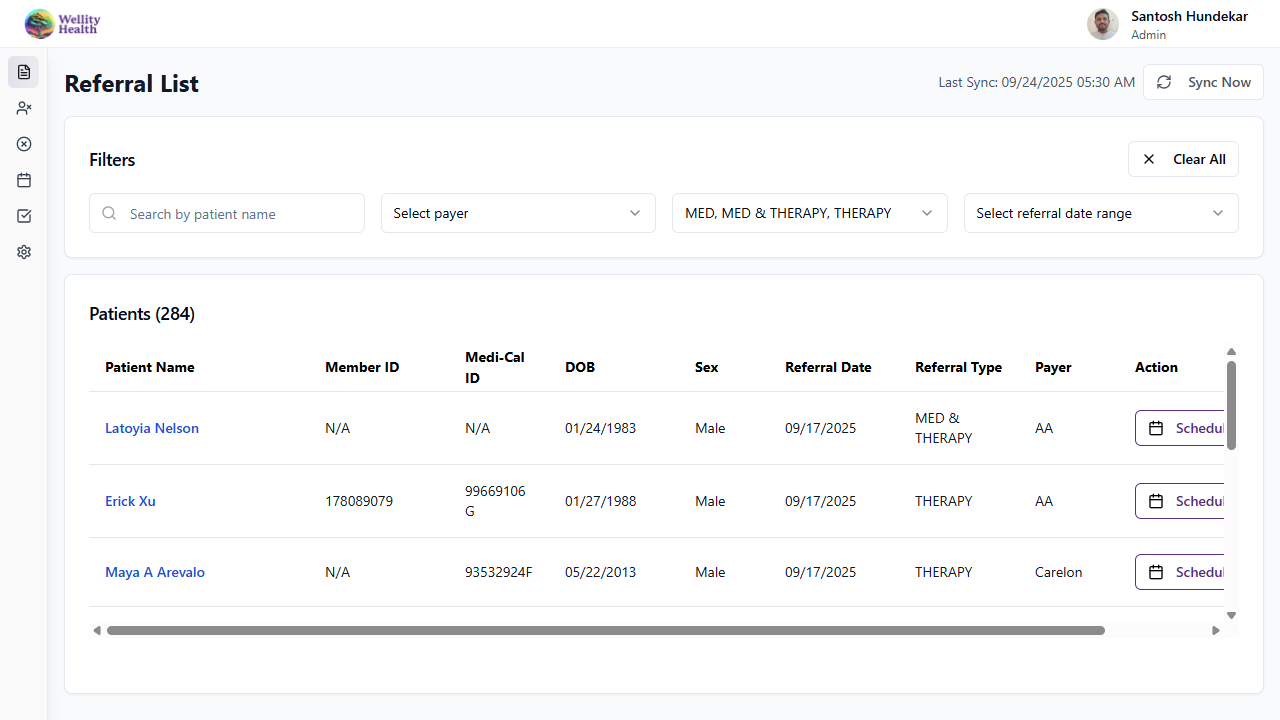 Wellity
Health
Santosh Hundekar
Admin
Referral List
Last Sync: 09/24/2025 05:30 AM
Sync Now
Filters
Clear All
Search by patient name
Select payer
MED, MED & THERAPY, THERAPY
Select referral date range
Patients (284)
Patient Name Member ID Medi-Cal ID DOB Sex Referral Date Referral Type Payer Action
Latoyia Nelson N/A N/A 01/24/1983 Male 09/17/2025 MED & THERAPY AA Schedul
Erick Xu 178089079 99669106G 01/27/1988 Male 09/17/2025 THERAPY AA Schedul
Maya A Arevalo N/A 93532924F 05/22/2013 Male 09/17/2025 THERAPY Carelon Schedul